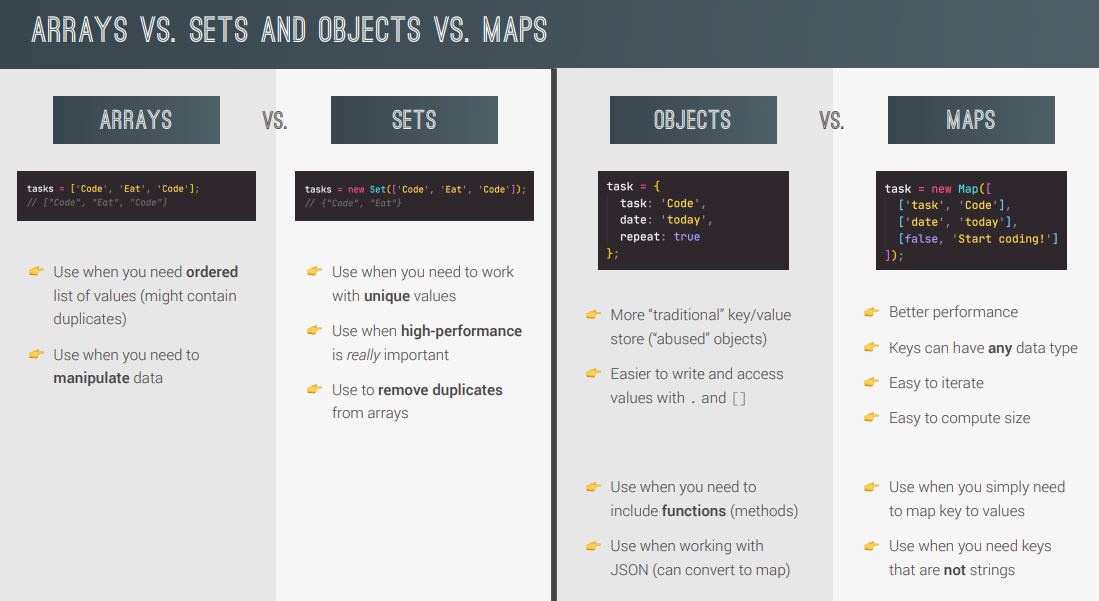 ARRAYS VS. SETS AND OBJECTS VS. MAPS
ARRAYS
VS.
SETS
tasks = ['Code', 'Eat', 'Code'];
// ["Code", "Eat", "Code"]
tasks = new Set(['Code', 'Eat', 'Code']);
// {"Code", "Eat"}
👉 Use when you need ordered
list of values (might contain
duplicates)
👉 Use when you need to
manipulate data
👉 Use when you need to work
with unique values
👉 Use when high-performance
is really important
👉 Use to remove duplicates
from arrays
OBJECTS
VS.
MAPS
task = {
task: 'Code',
date: 'today',
repeat: true
};
task = new Map([
['task', 'Code'],
['date', 'today'],
[false, 'Start coding!']
]);
👉 More “traditional” key/value
store (“abused” objects)
👉 Easier to write and access
values with . and []
👉 Use when you need to
include functions (methods)
👉 Use when working with
JSON (can convert to map)
👉 Better performance
👉 Keys can have any data type
👉 Easy to iterate
👉 Easy to compute size
👉 Use when you simply need
to map key to values
👉 Use when you need keys
that are not strings